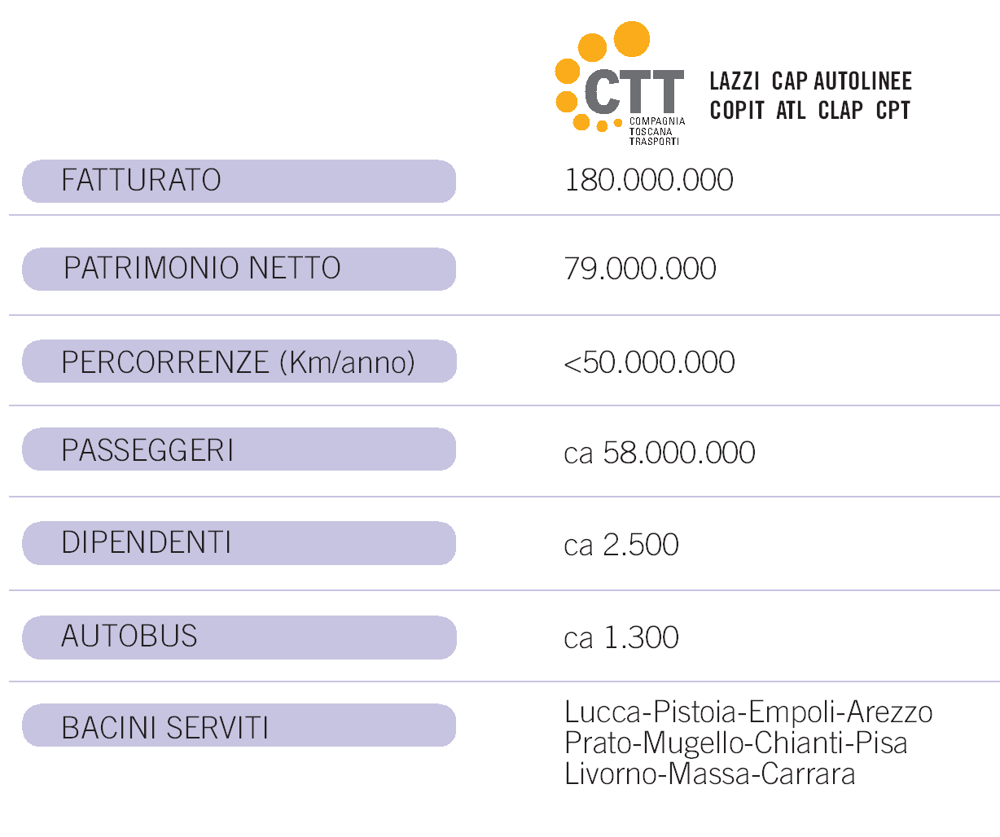 CTT
COMPAGNIA
TOSCANA
TRASPORTI
LAZZI CAP AUTOLINEE
COPIT ATL CLAP CPT
FATTURATO 180.000.000
PATRIMONIO NETTO 79.000.000
PERCORRENZE (Km/anno) <50.000.000
PASSEGGERI ca 58.000.000
DIPENDENTI ca 2.500
AUTOBUS ca 1.300
BACINI SERVITI Lucca-Pistoia-Empoli-Arezzo
Prato-Mugello-Chianti-Pisa
Livorno-Massa-Carrara